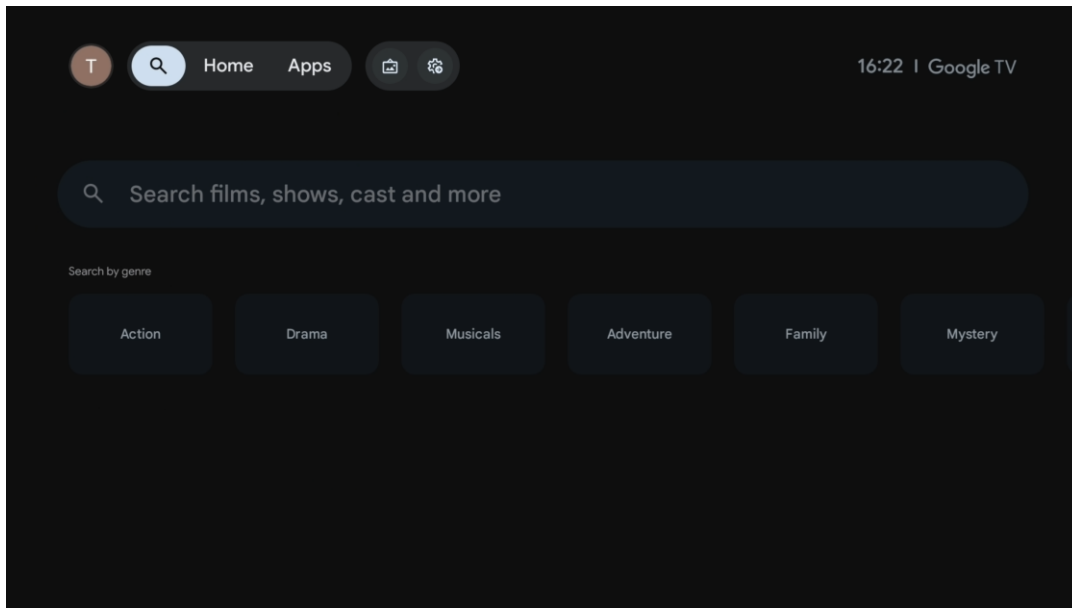 T Home Apps 16:22 | Google TV
Search films, shows, cast and more
Search by genre
Action Drama Musicals Adventure Family Mystery